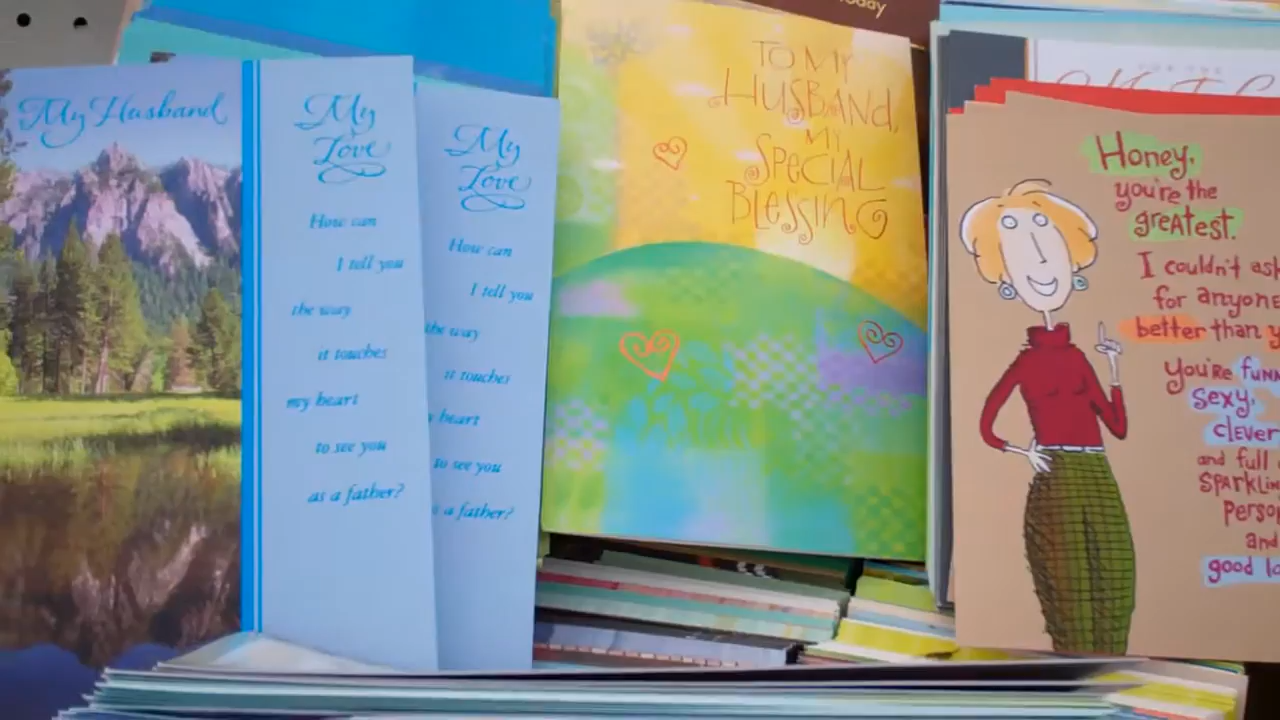 oday
My Husband
My
Love
How can
I tell you
the way
it touches
my heart
to see you
as a father?
My
Love
How can
I tell you
the way
it touches
heart
to see you
a father?
TO MY
HUSBAND,
MY
SPECIAL
BLESSING
Honey,
you're the
greatest.
I couldn't ask
for anyone
better than
you're
sexy,
clever
and full
and
good